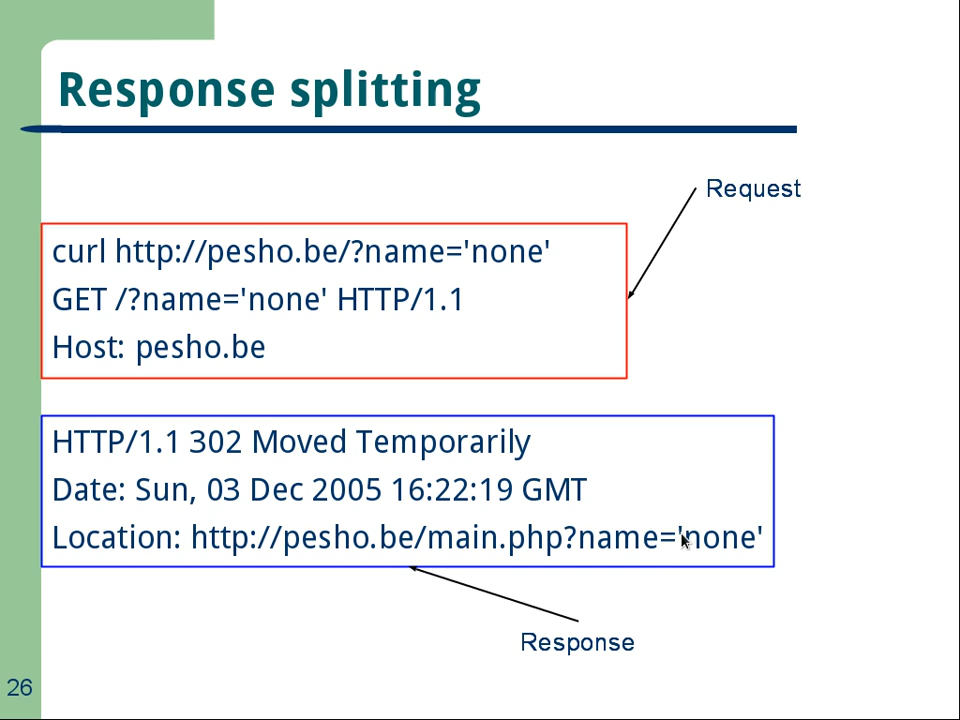 Response splitting
Request
curl http://pesho.be/?name='none'
GET /?name='none' HTTP/1.1
Host: pesho.be
HTTP/1.1 302 Moved Temporarily
Date: Sun, 03 Dec 2005 16:22:19 GMT
Location: http://pesho.be/main.php?name='none'
Response
26